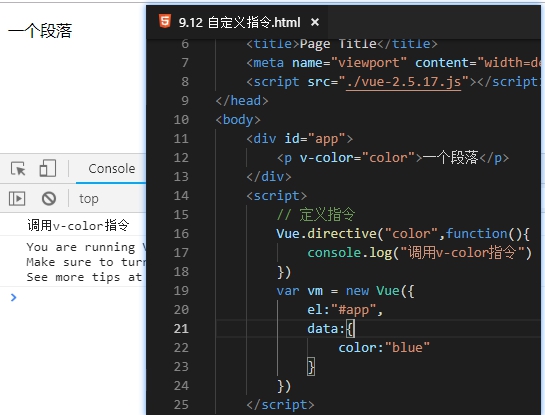 一个段落
Console
top
调用v-color指令
You are running
Make sure to turn
See more tips at
>
9.12 自定义指令.html ×
6 <title>Page Title</title>
7 <meta name="viewport" content="width=de
8 <script src="./vue-2.5.17.js"></script
9 </head>
10 <body>
11 <div id="app">
12 <p v-color="color">一个段落</p>
13 </div>
14 <script>
15 // 定义指令
16 Vue.directive("color",function(){
17 console.log("调用v-color指令")
18 })
19 var vm = new Vue({
20 el:"#app",
21 data:{
22 color:"blue"
23 }
24 })
25 </script>